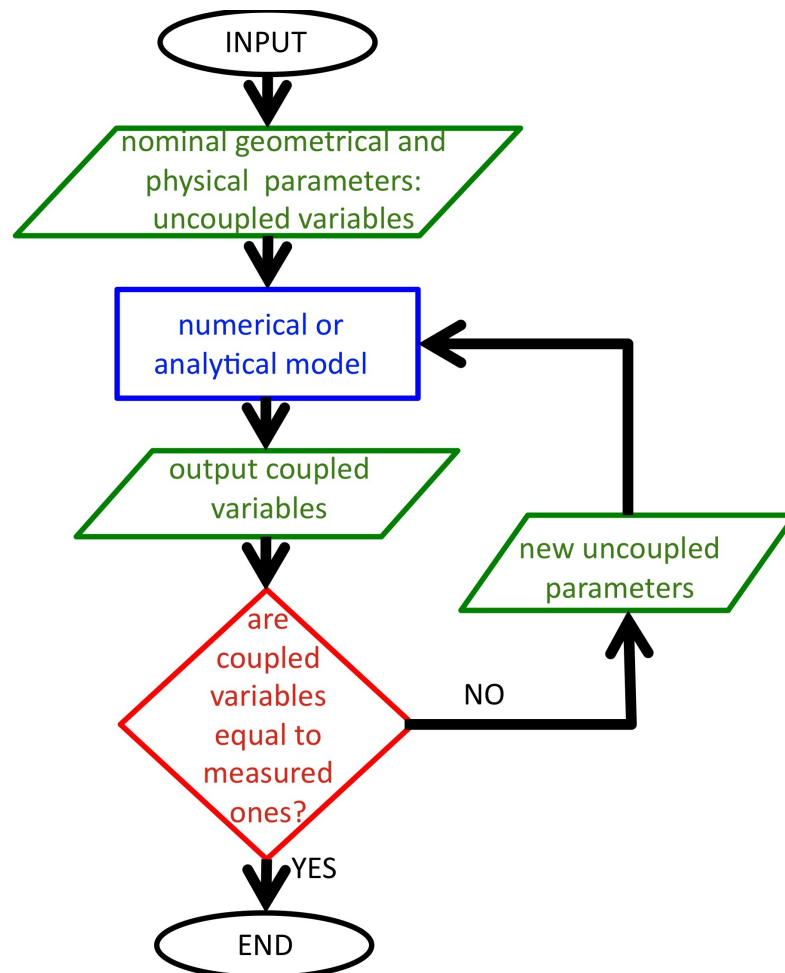 INPUT
nominal geometrical and
physical parameters:
uncoupled variables
numerical or
analytical model
output coupled
variables
new uncoupled
parameters
are
coupled
variables
equal to
measured
ones?
NO
YES
END